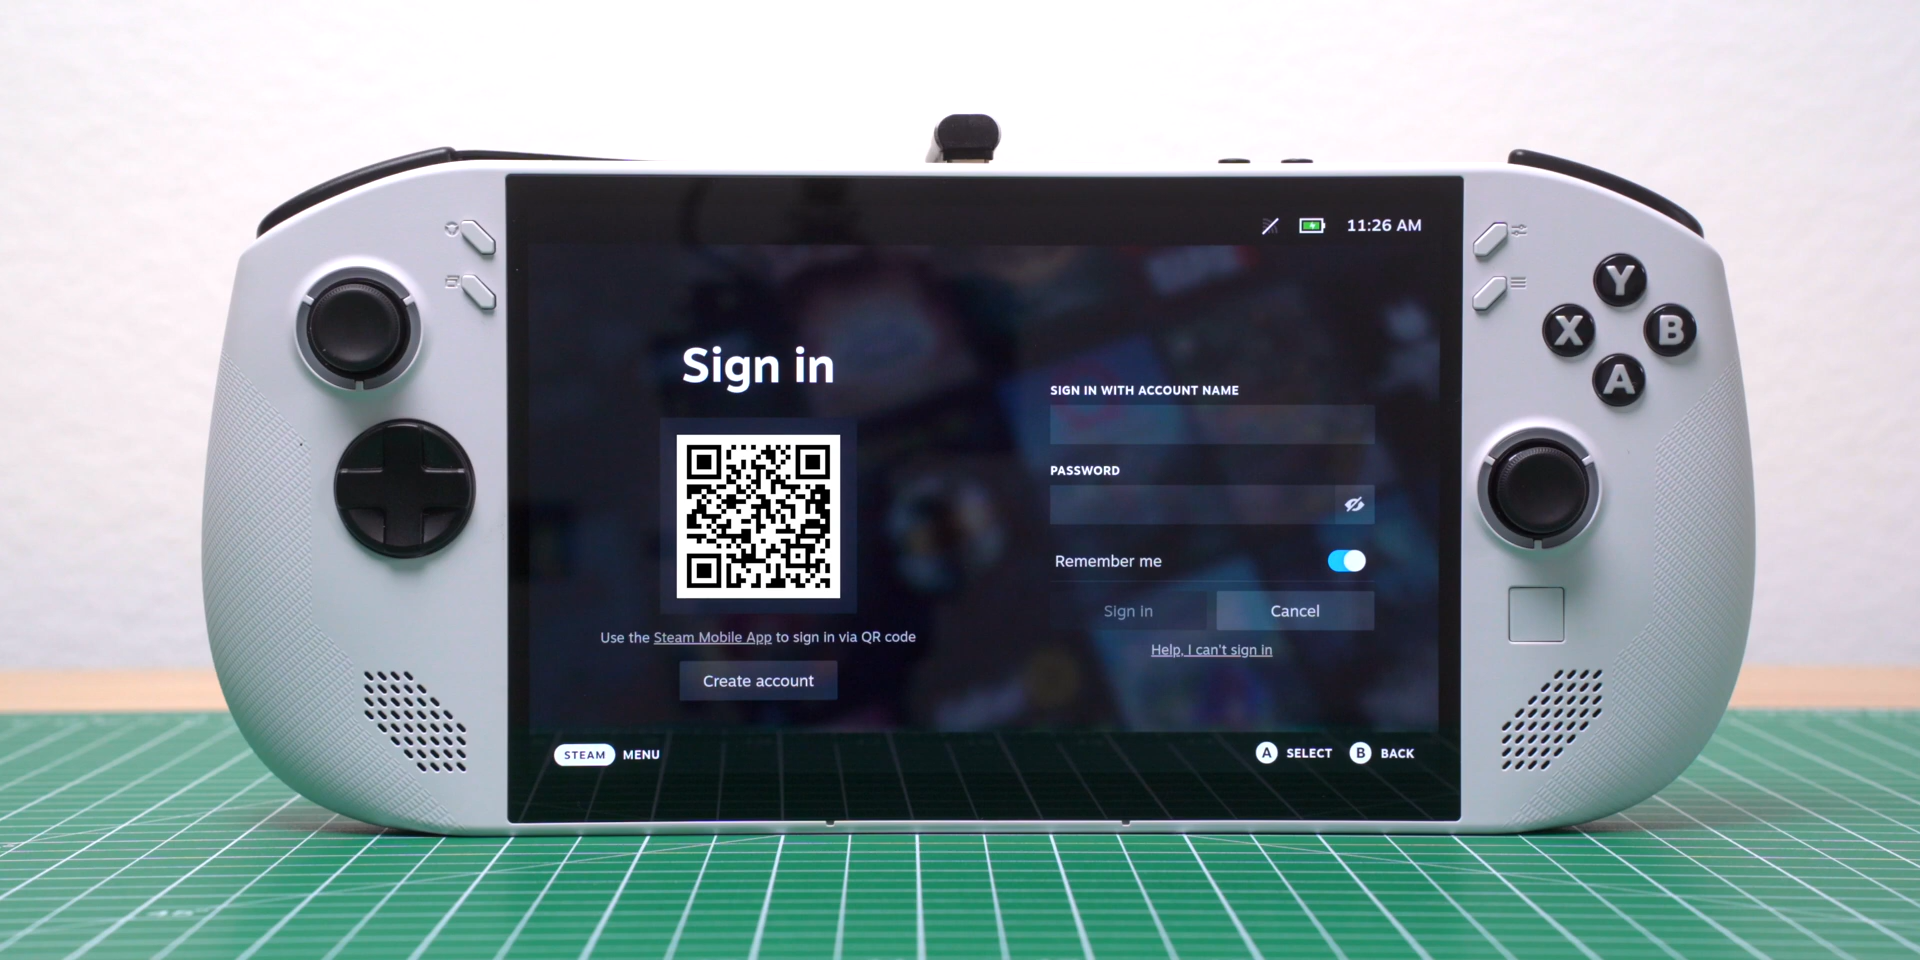 11:26 AM
Sign in
SIGN IN WITH ACCOUNT NAME
PASSWORD
Remember me
Sign in
Cancel
Help, I can't sign in
Use the Steam Mobile App to sign in via QR code
Create account
STEAM MENU
A SELECT B BACK
Y
X
B
A